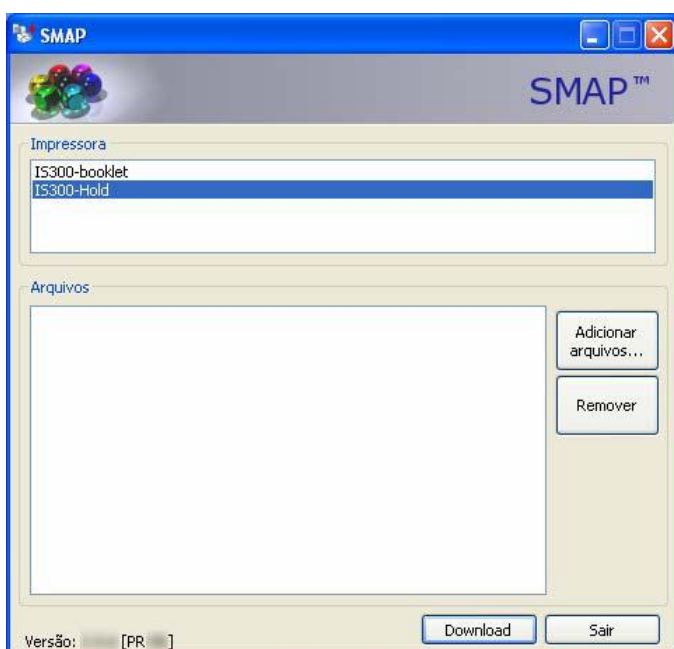 SMAP
SMAP™
Impressora
IS300-booklet
IS300-Hold
Arquivos
Adicionar
arquivos...
Remover
Download
Sair
Versão: [PR ]